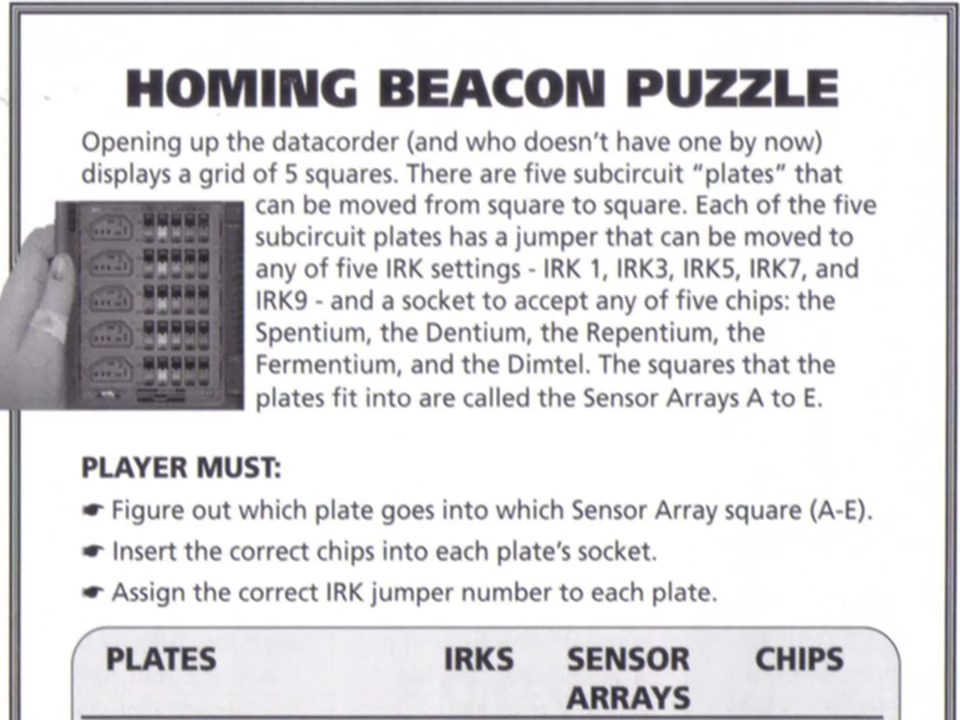 HOMING BEACON PUZZLE
Opening up the datacorder (and who doesn't have one by now)
displays a grid of 5 squares. There are five subcircuit "plates" that
can be moved from square to square. Each of the five
subcircuit plates has a jumper that can be moved to
any of five IRK settings - IRK 1, IRK3, IRK5, IRK7, and
IRK9 - and a socket to accept any of five chips: the
Spentium, the Dentium, the Repentium, the
Fermentium, and the Dimtel. The squares that the
plates fit into are called the Sensor Arrays A to E.
PLAYER MUST:
☛ Figure out which plate goes into which Sensor Array square (A-E).
☛ Insert the correct chips into each plate's socket.
☛ Assign the correct IRK jumper number to each plate.
PLATES IRKS SENSOR CHIPS
ARRAYS